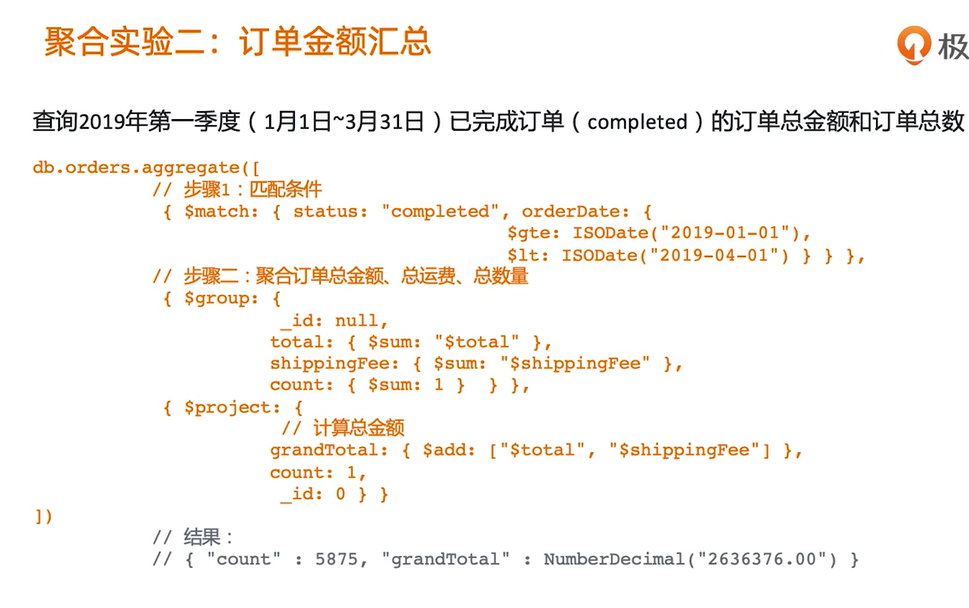 聚合实验二：订单金额汇总
极
查询2019年第一季度（1月1日~3月31日）已完成订单（completed）的订单总金额和订单总数
db.orders.aggregate([
// 步骤1：匹配条件
{ $match: { status: "completed", orderDate: {
$gte: ISODate("2019-01-01"),
$lt: ISODate("2019-04-01") } } },
// 步骤二：聚合订单总金额、总运费、总数量
{ $group: {
_id: null,
total: { $sum: "$total" },
shippingFee: { $sum: "$shippingFee" },
count: { $sum: 1 } } },
{ $project: {
// 计算总金额
grandTotal: { $add: ["$total", "$shippingFee"] },
count: 1,
_id: 0 } }
])
// 结果：
// { "count" : 5875, "grandTotal" : NumberDecimal("2636376.00") }